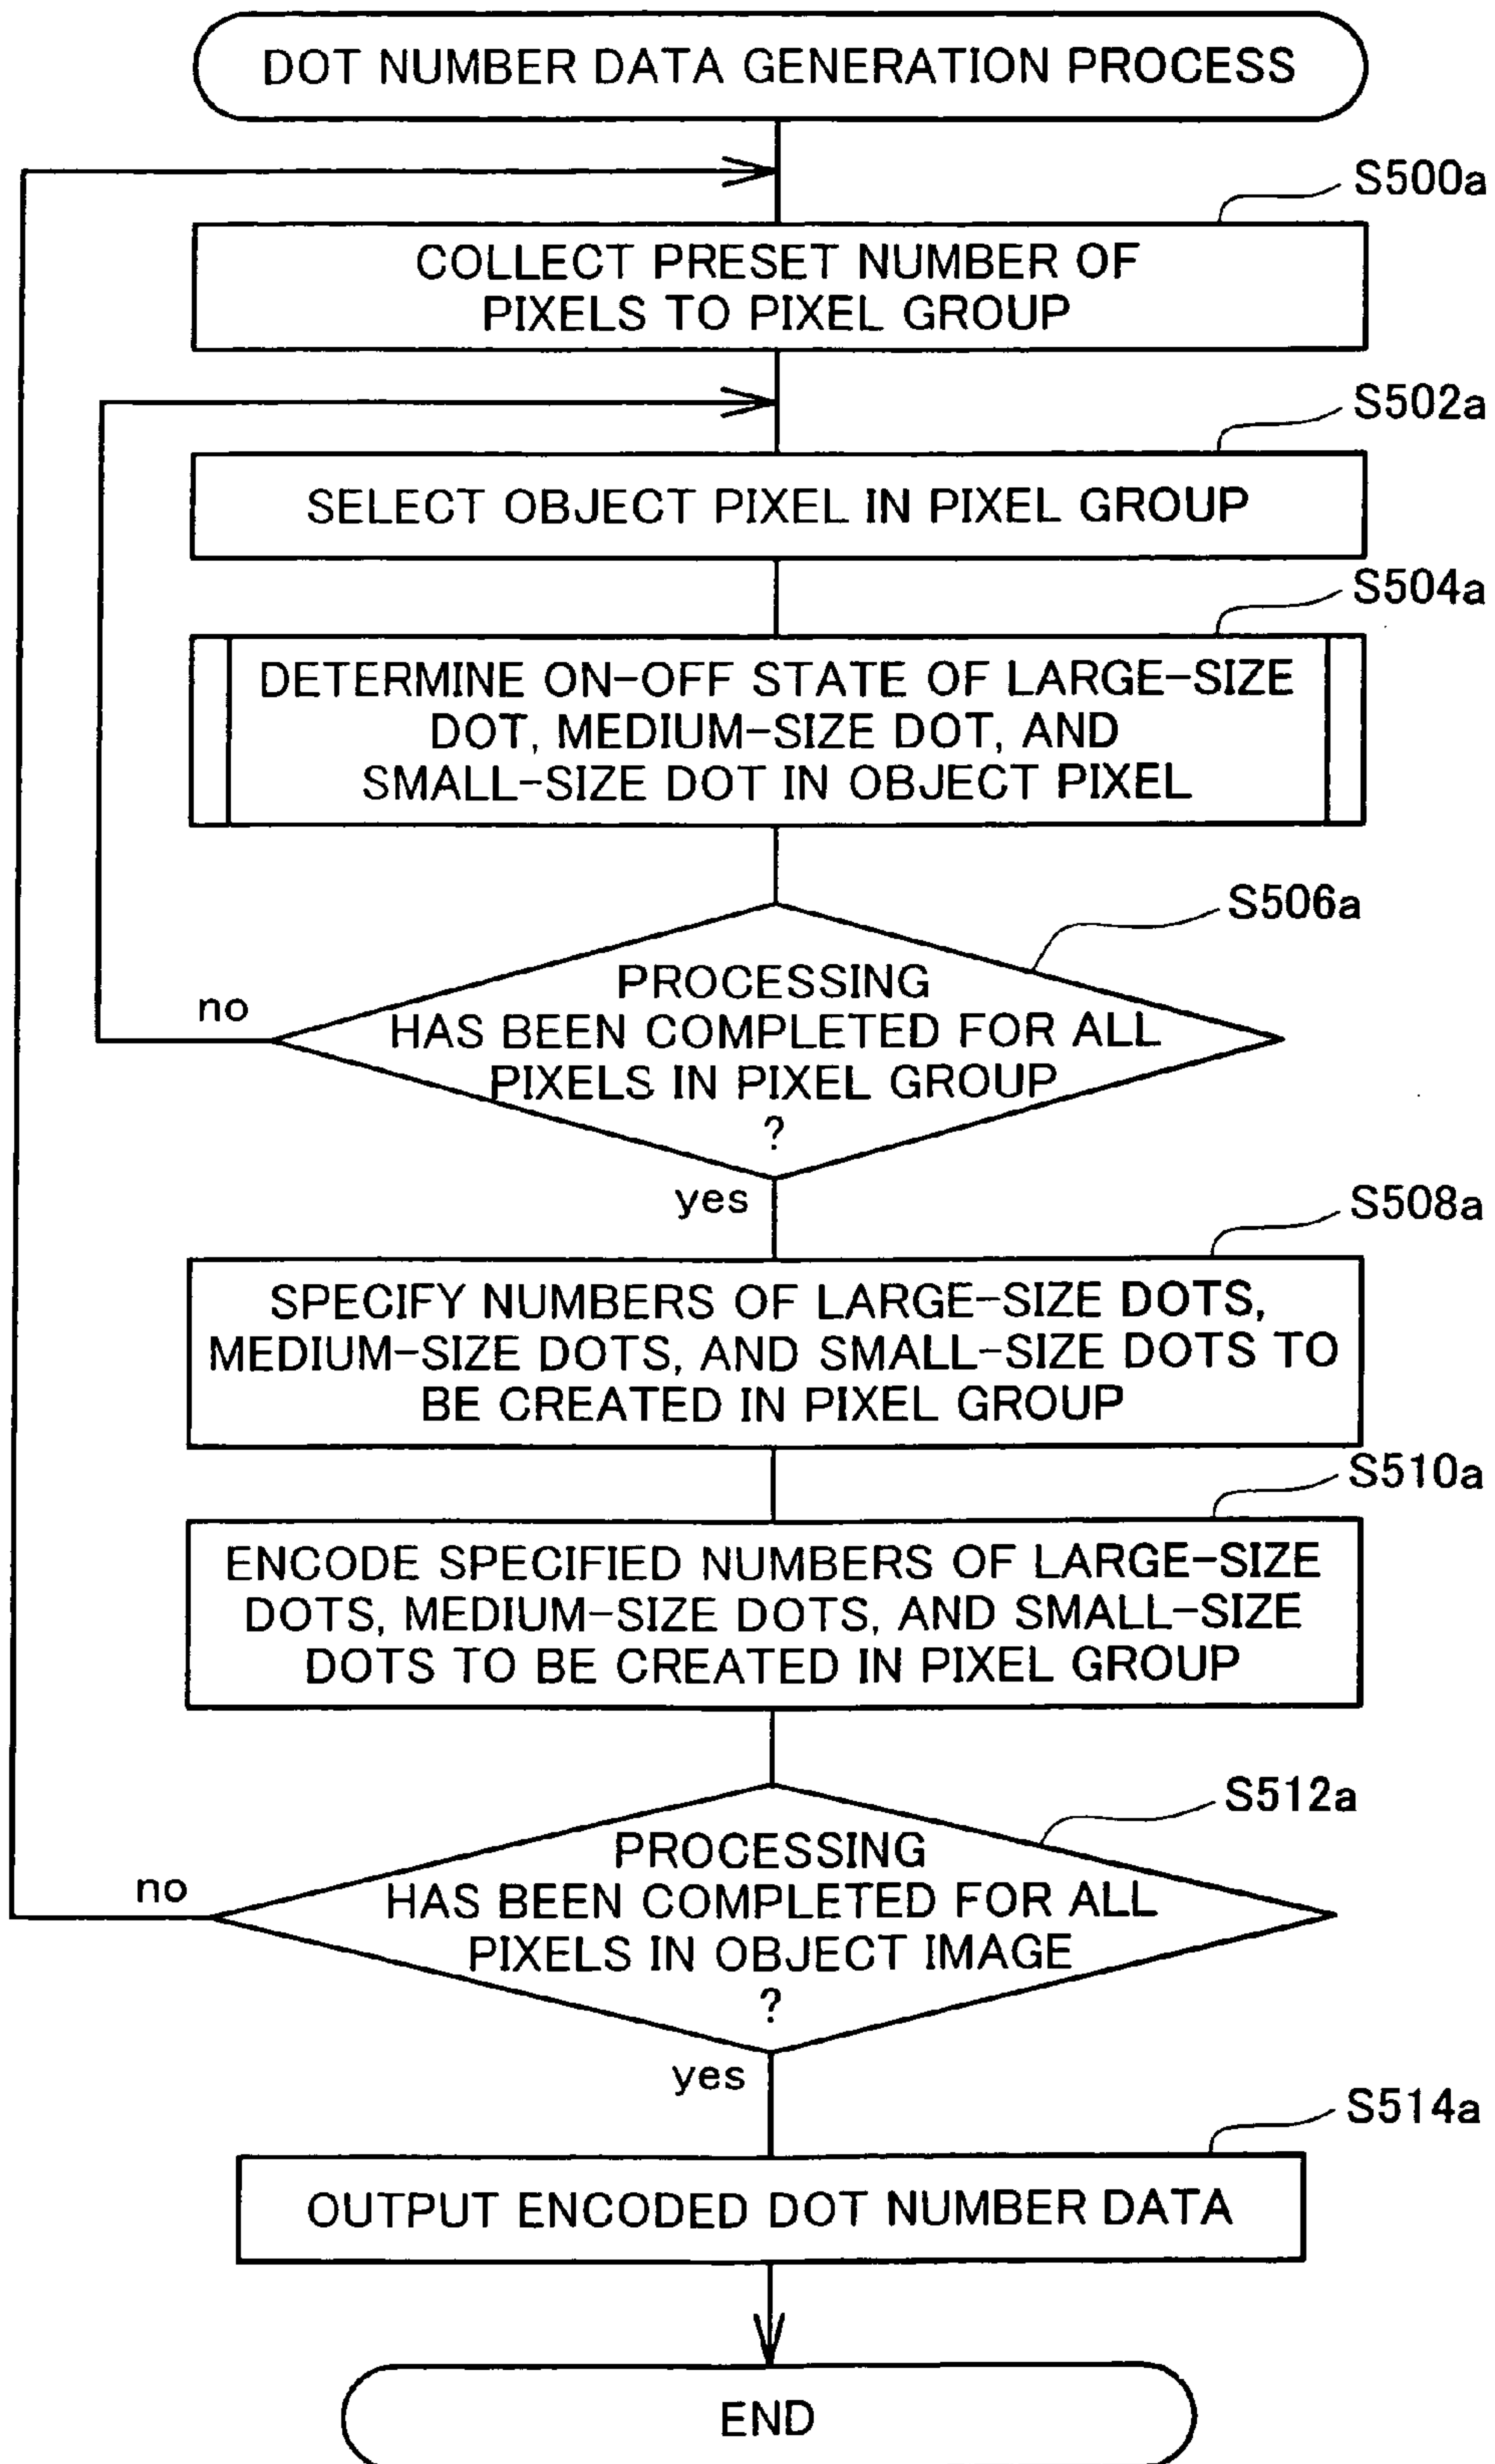 DOT NUMBER DATA GENERATION PROCESS
S500a
COLLECT PRESET NUMBER OF
PIXELS TO PIXEL GROUP
S502a
SELECT OBJECT PIXEL IN PIXEL GROUP
S504a
DETERMINE ON-OFF STATE OF LARGE-SIZE
DOT, MEDIUM-SIZE DOT, AND
SMALL-SIZE DOT IN OBJECT PIXEL
S506a
PROCESSING
HAS BEEN COMPLETED FOR ALL
PIXELS IN PIXEL GROUP
?
no
yes
S508a
SPECIFY NUMBERS OF LARGE-SIZE DOTS,
MEDIUM-SIZE DOTS, AND SMALL-SIZE DOTS TO
BE CREATED IN PIXEL GROUP
S510a
ENCODE SPECIFIED NUMBERS OF LARGE-SIZE
DOTS, MEDIUM-SIZE DOTS, AND SMALL-SIZE
DOTS TO BE CREATED IN PIXEL GROUP
S512a
PROCESSING
HAS BEEN COMPLETED FOR ALL
PIXELS IN OBJECT IMAGE
?
no
yes
S514a
OUTPUT ENCODED DOT NUMBER DATA
END